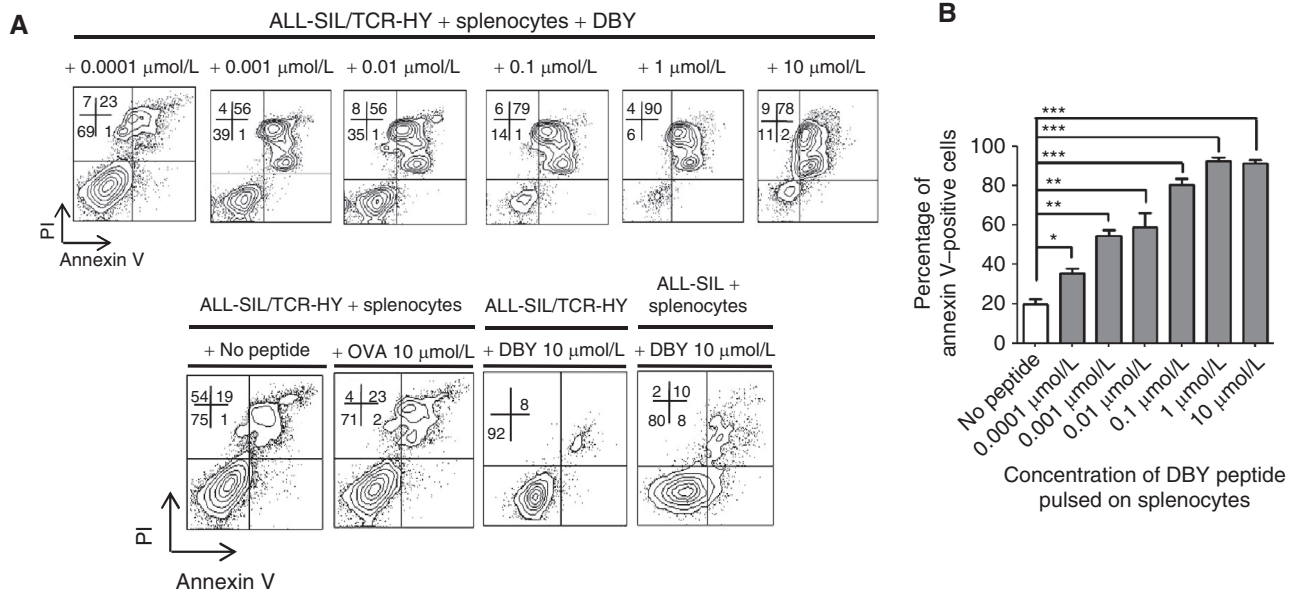 A
ALL-SIL/TCR-HY + splenocytes + DBY
+ 0.0001 μmol/L + 0.001 μmol/L + 0.01 μmol/L + 0.1 μmol/L + 1 μmol/L + 10 μmol/L
7 23 4 56 8 56 6 79 4 90 9 78
69 1 39 1 35 1 14 1 6 11 2
PI
Annexin V
ALL-SIL/TCR-HY + splenocytes ALL-SIL/TCR-HY ALL-SIL +
splenocytes
+ No peptide + OVA 10 μmol/L + DBY 10 μmol/L + DBY 10 μmol/L
54 19 4 23 8 2 10
75 1 71 2 92 80 8
PI
Annexin V
B
***
***
***
**
**
*
Percentage of
annexin V–positive cells
100
80
60
40
20
0
No peptide
0.0001 μmol/L
0.001 μmol/L
0.01 μmol/L
0.1 μmol/L
1 μmol/L
10 μmol/L
Concentration of DBY peptide
pulsed on splenocytes